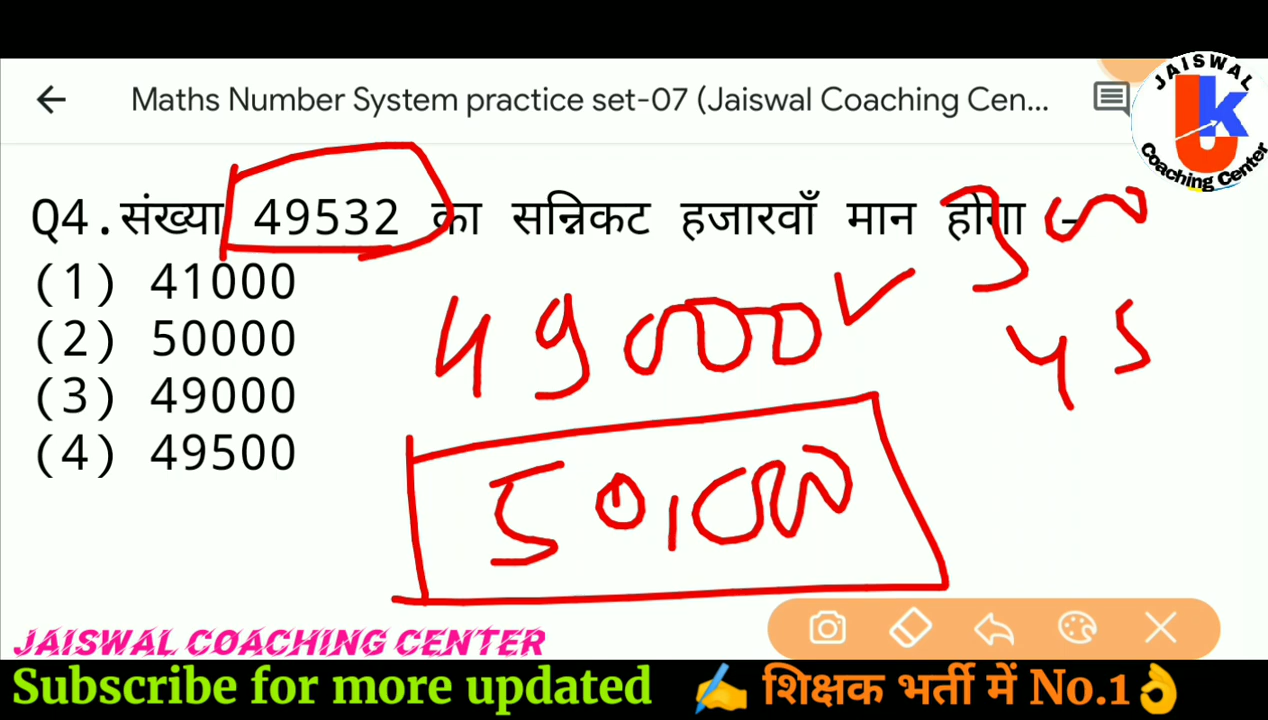 Maths Number System practice set-07 (Jaiswal Coaching Cen...
JAISWAL
JK
Coaching Center
Q4.संख्या 49532 का सन्निकट हजारवाँ मान होगा -
(1) 41000
(2) 50000
(3) 49000
(4) 49500
49000
50,000
JAISWAL COACHING CENTER
Subscribe for more updated ✍️ शिक्षक भर्ती में No.1👌